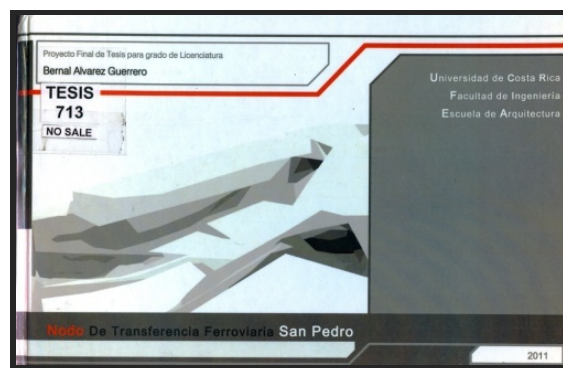 Proyecto Final de Tesis para grado de Licenciatura
Bernal Alvarez Guerrero
TESIS
713
NO SALE
Universidad de Costa Rica
Facultad de Ingeniería
Escuela de Arquitectura
Nodo De Transferencia Ferroviaria San Pedro
2011